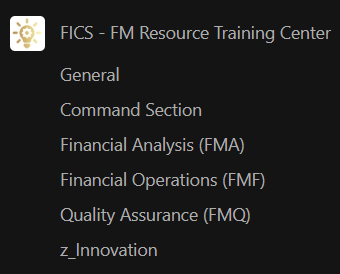 FICS - FM Resource Training Center
General
Command Section
Financial Analysis (FMA)
Financial Operations (FMF)
Quality Assurance (FMQ)
z_Innovation